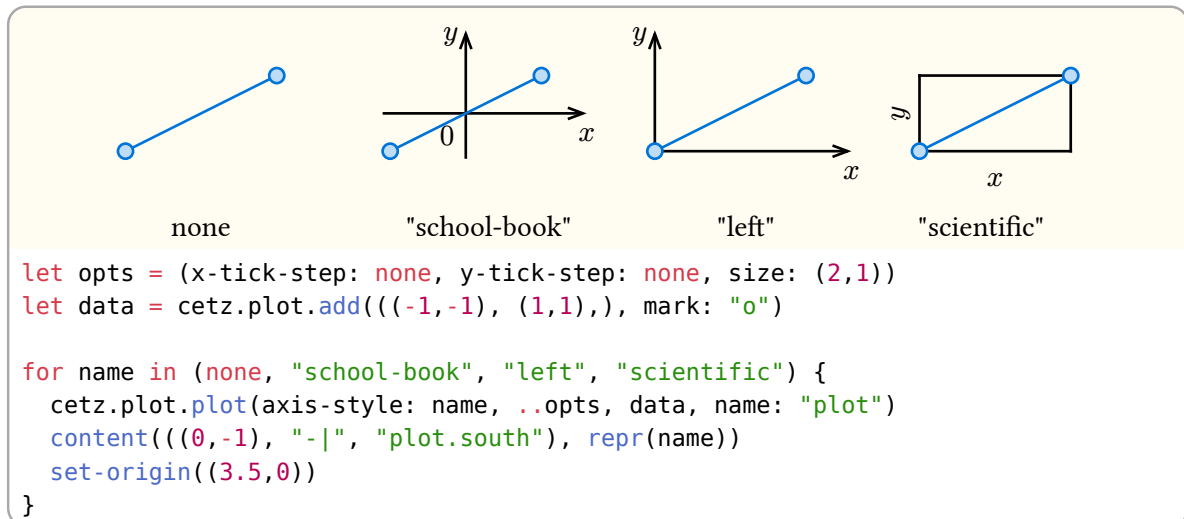 y y
y
0 x x x
none "school-book" "left" "scientific"
let opts = (x-tick-step: none, y-tick-step: none, size: (2,1))
let data = cetz.plot.add(((-1,-1), (1,1),), mark: "o")
for name in (none, "school-book", "left", "scientific") {
  cetz.plot.plot(axis-style: name, ..opts, data, name: "plot")
  content(((0,-1), "-|", "plot.south"), repr(name))
  set-origin((3.5,0))
}